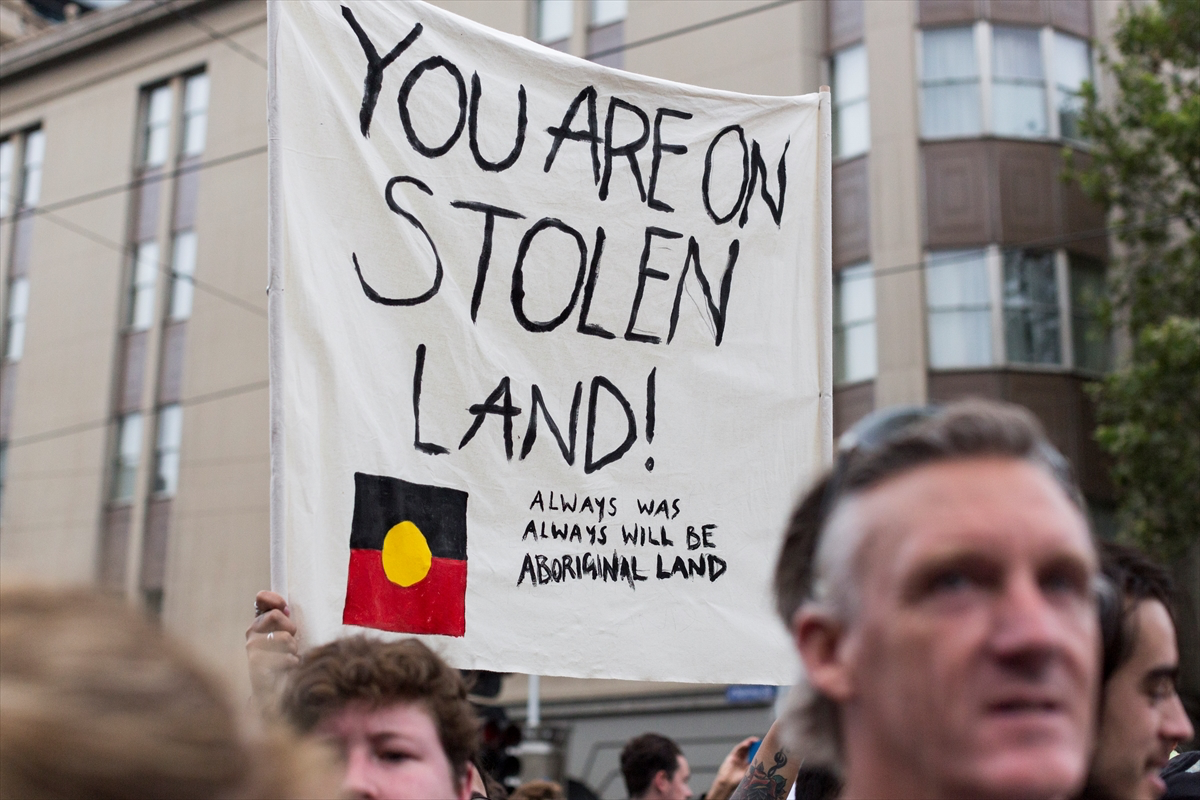 YOU ARE ON
STOLEN
LAND!
ALWAYS WAS
ALWAYS WILL BE
ABORIGINAL LAND